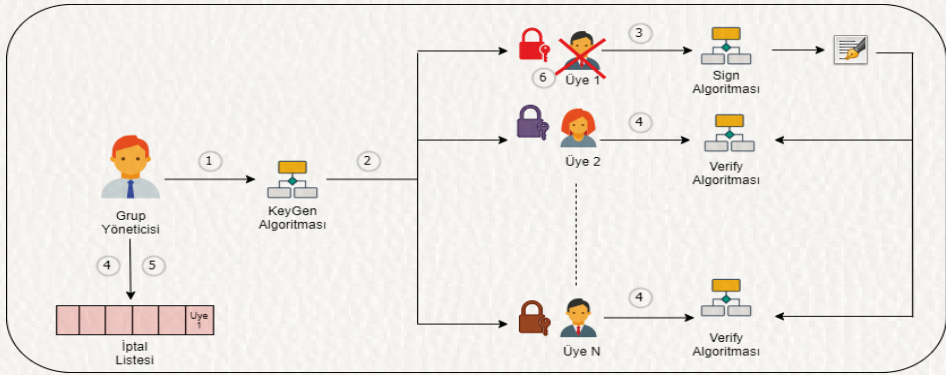 3
6
Üye 1
Sign
Algoritması
1
2
4
Üye 2
Verify
Algoritması
Grup
Yöneticisi
KeyGen
Algoritması
4
5
Uye
1
İptal
Listesi
4
Üye N
Verify
Algoritması